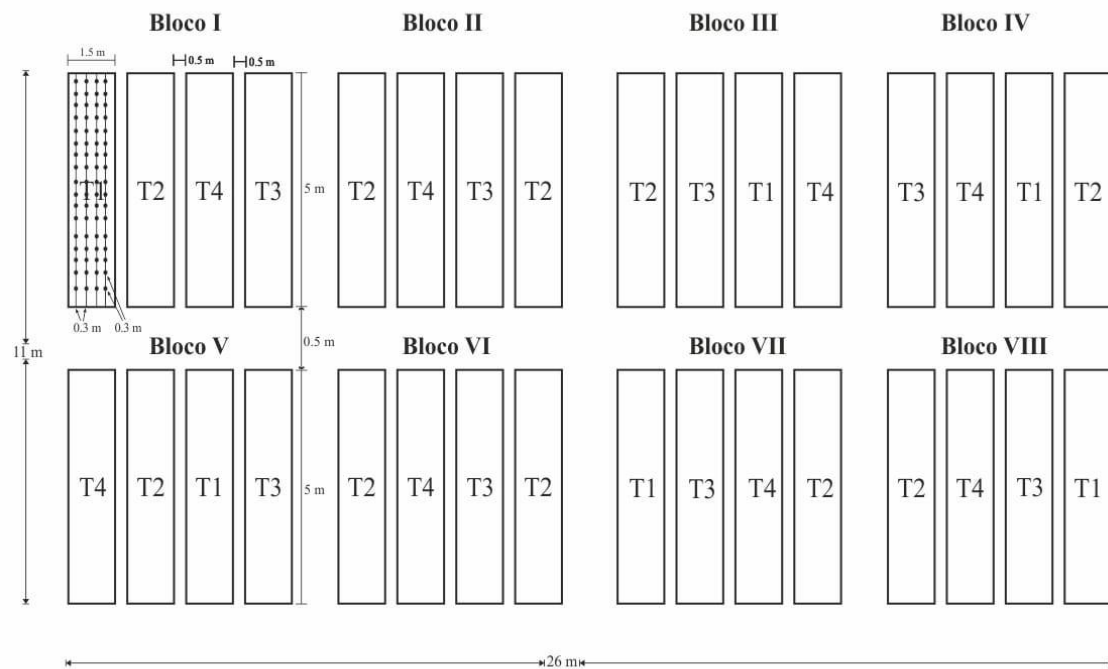 Bloco I Bloco II Bloco III Bloco IV
1.5 m 0.5 m 0.5 m
T1 T2 T4 T3 5 m T2 T4 T3 T2 T2 T3 T1 T4 T3 T4 T1 T2
0.3 m 0.3 m
11 m 0.5 m
Bloco V Bloco VI Bloco VII Bloco VIII
T4 T2 T1 T3 5 m T2 T4 T3 T2 T1 T3 T4 T2 T2 T4 T3 T1
26 m